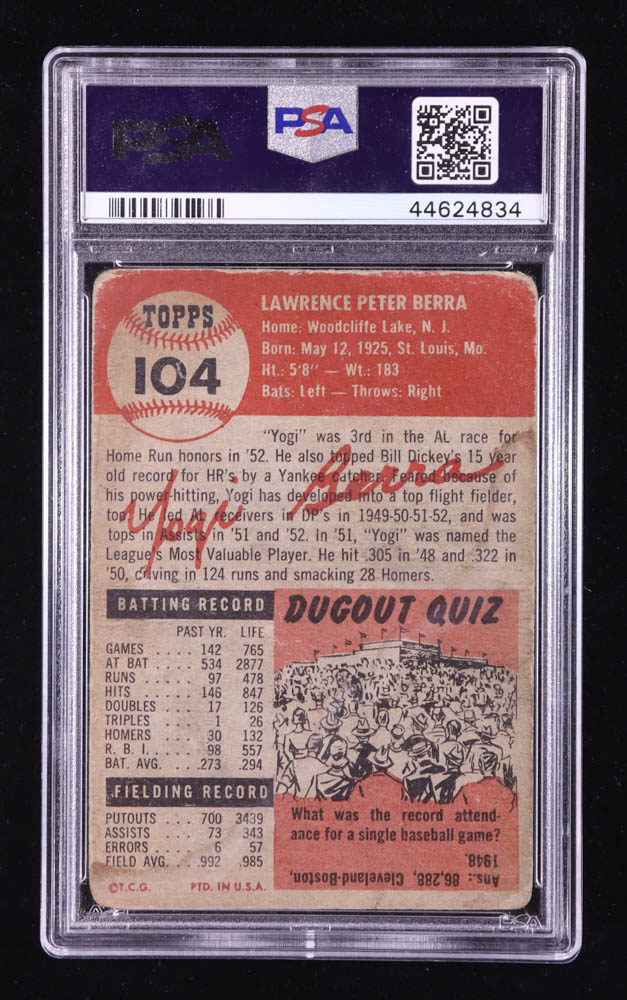 PSA
PSA
44624834
TOPPS
104
LAWRENCE PETER BERRA
Home: Woodcliffe Lake, N. J.
Born: May 12, 1925, St. Louis, Mo.
Ht.: 5'8" — Wt.: 183
Bats: Left — Throws: Right
"Yogi" was 3rd in the AL race for
Home Run honors in '52. He also topped Bill Dickey's 15 year
old record for HR's by a Yankee catcher. Feared because of
his power-hitting, Yogi has developed into a top flight fielder,
too. He led AL receivers in DP's in 1949-50-51-52, and was
tops in Assists in '51 and '52. In '51, "Yogi" was named the
League's Most Valuable Player. He hit .305 in '48 and .322 in
'50, driving in 124 runs and smacking 28 Homers.
Yogi Berra
BATTING RECORD
PAST YR. LIFE
GAMES .... 142 765
AT BAT .... 534 2877
RUNS .... 97 478
HITS .... 146 847
DOUBLES .... 17 126
TRIPLES .... 1 26
HOMERS .... 30 132
R. B. I. .... 98 557
BAT. AVG. ... .273 .294
FIELDING RECORD
PUTOUTS .... 700 3439
ASSISTS .... 73 343
ERRORS .... 6 57
FIELD AVG. .. .992 .985
©T.C.G. PTD. IN U.S.A.
DUGOUT QUIZ
What was the record attend-
ance for a single baseball game?
Ans.: 86,288, Cleveland-Boston,
1948.
PSA